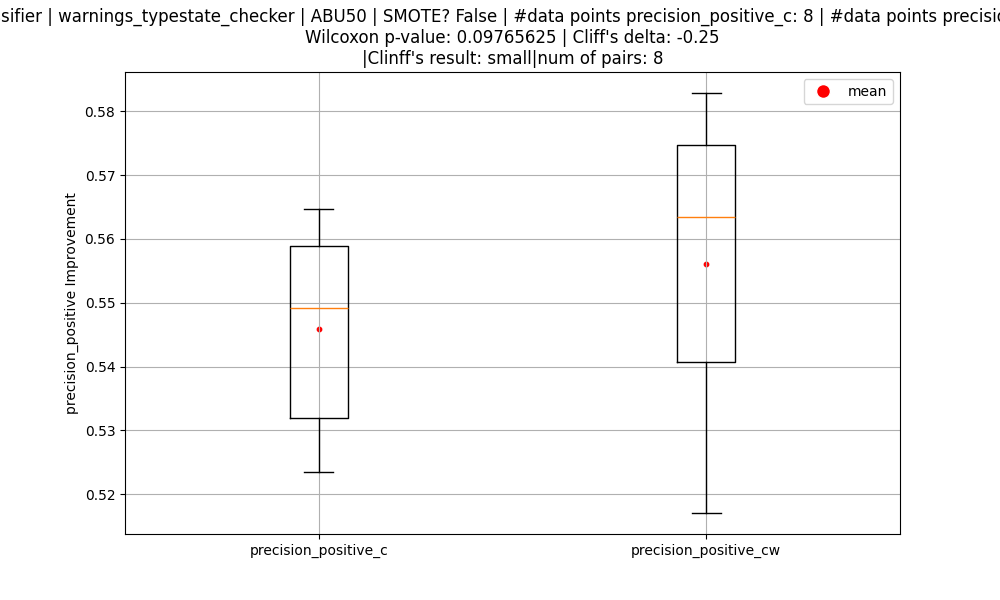 sifier | warnings_typestate_checker | ABU50 | SMOTE? False | #data points precision_positive_c: 8 | #data points
Wilcoxon p-value: 0.09765625 | Cliff's delta: -0.25
|Clinff's result: small|num of pairs: 8
mean
0.58
0.57
0.56
0.55
0.54
0.53
0.52
precision_positive Improvement
precision_positive_c
precision_positive_cw